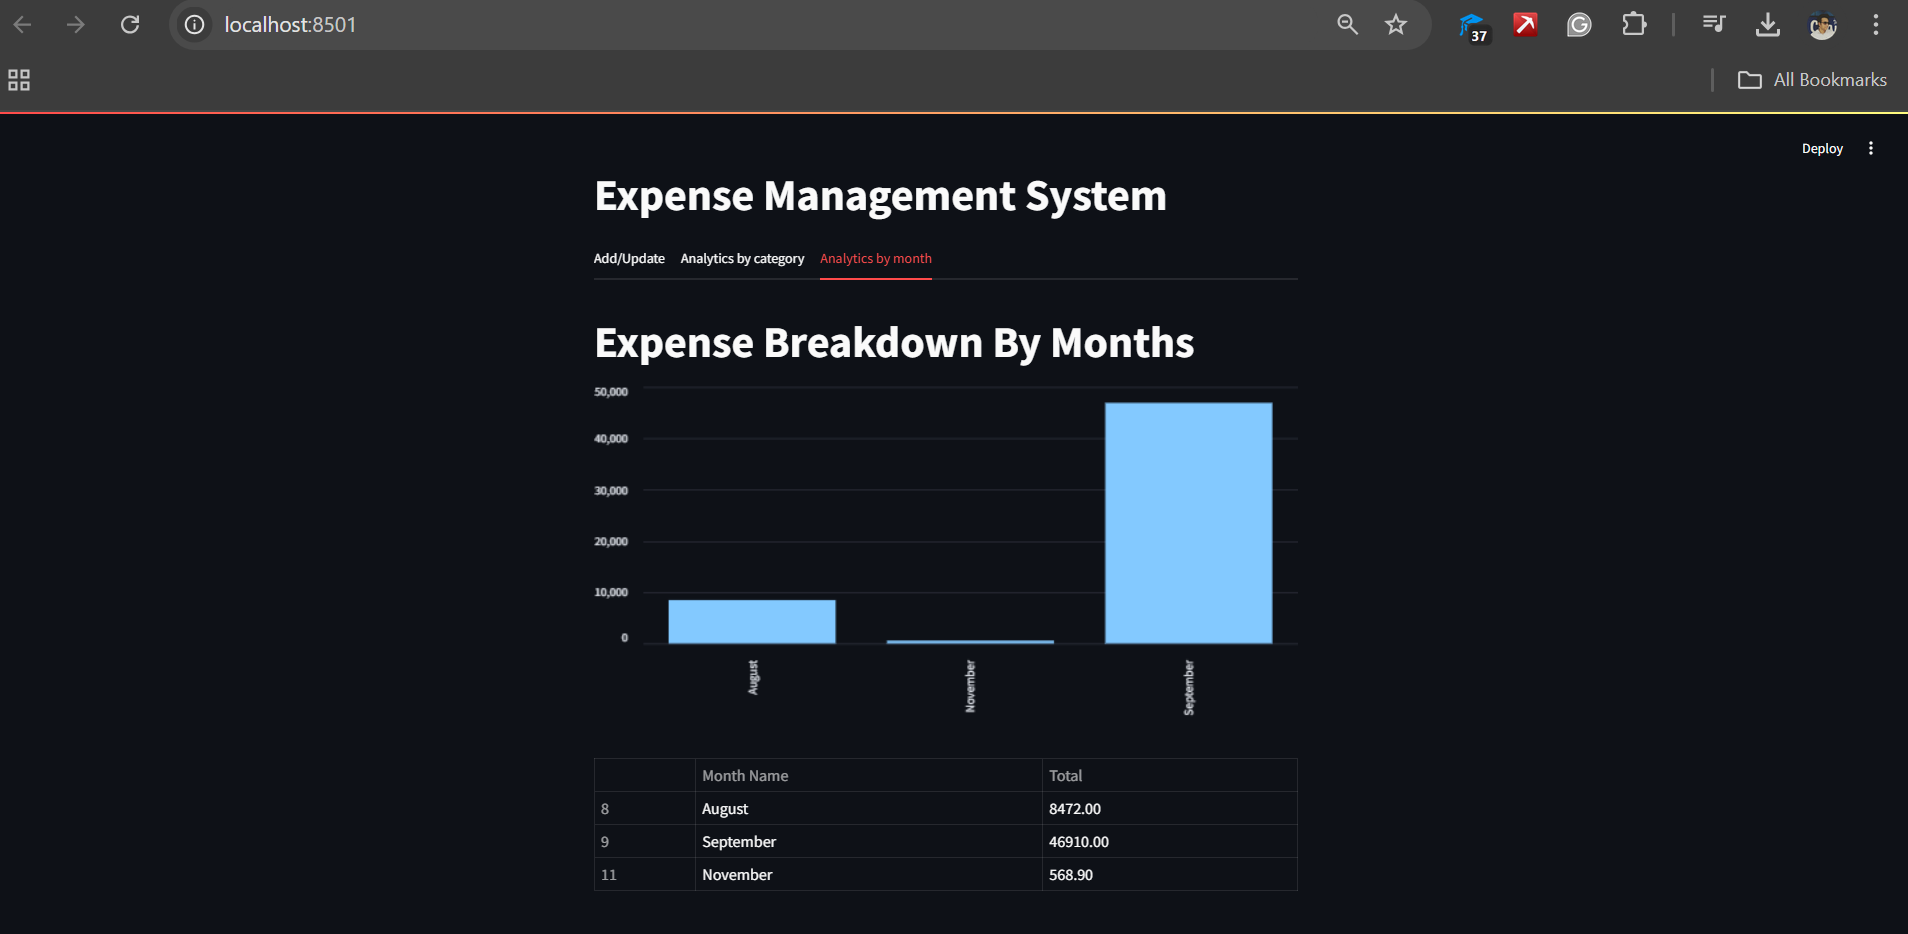 localhost:8501
37
All Bookmarks
Deploy
Expense Management System
Add/Update Analytics by category Analytics by month
Expense Breakdown By Months
50,000
40,000
30,000
20,000
10,000
0
August November September
Month Name Total
8 August 8472.00
9 September 46910.00
11 November 568.90